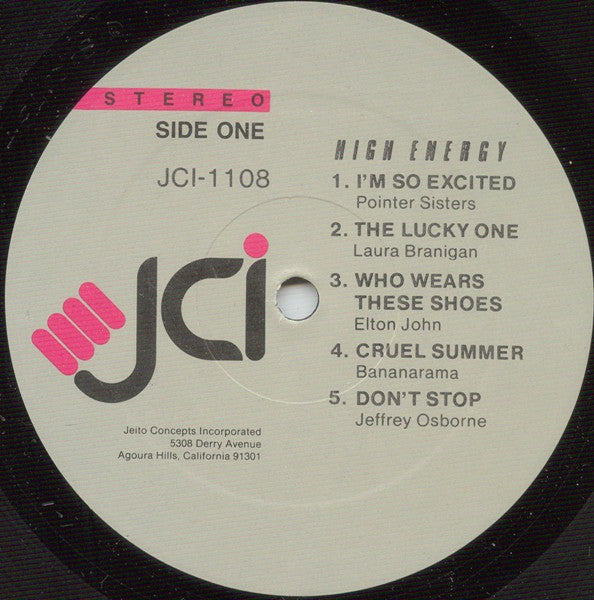 STEREO
SIDE ONE
JCI-1108
HIGH ENERGY
1. I'M SO EXCITED
Pointer Sisters
2. THE LUCKY ONE
Laura Branigan
3. WHO WEARS
THESE SHOES
Elton John
4. CRUEL SUMMER
Bananarama
5. DON'T STOP
Jeffrey Osborne
JCi
Jeito Concepts Incorporated
5308 Derry Avenue
Agoura Hills, California 91301